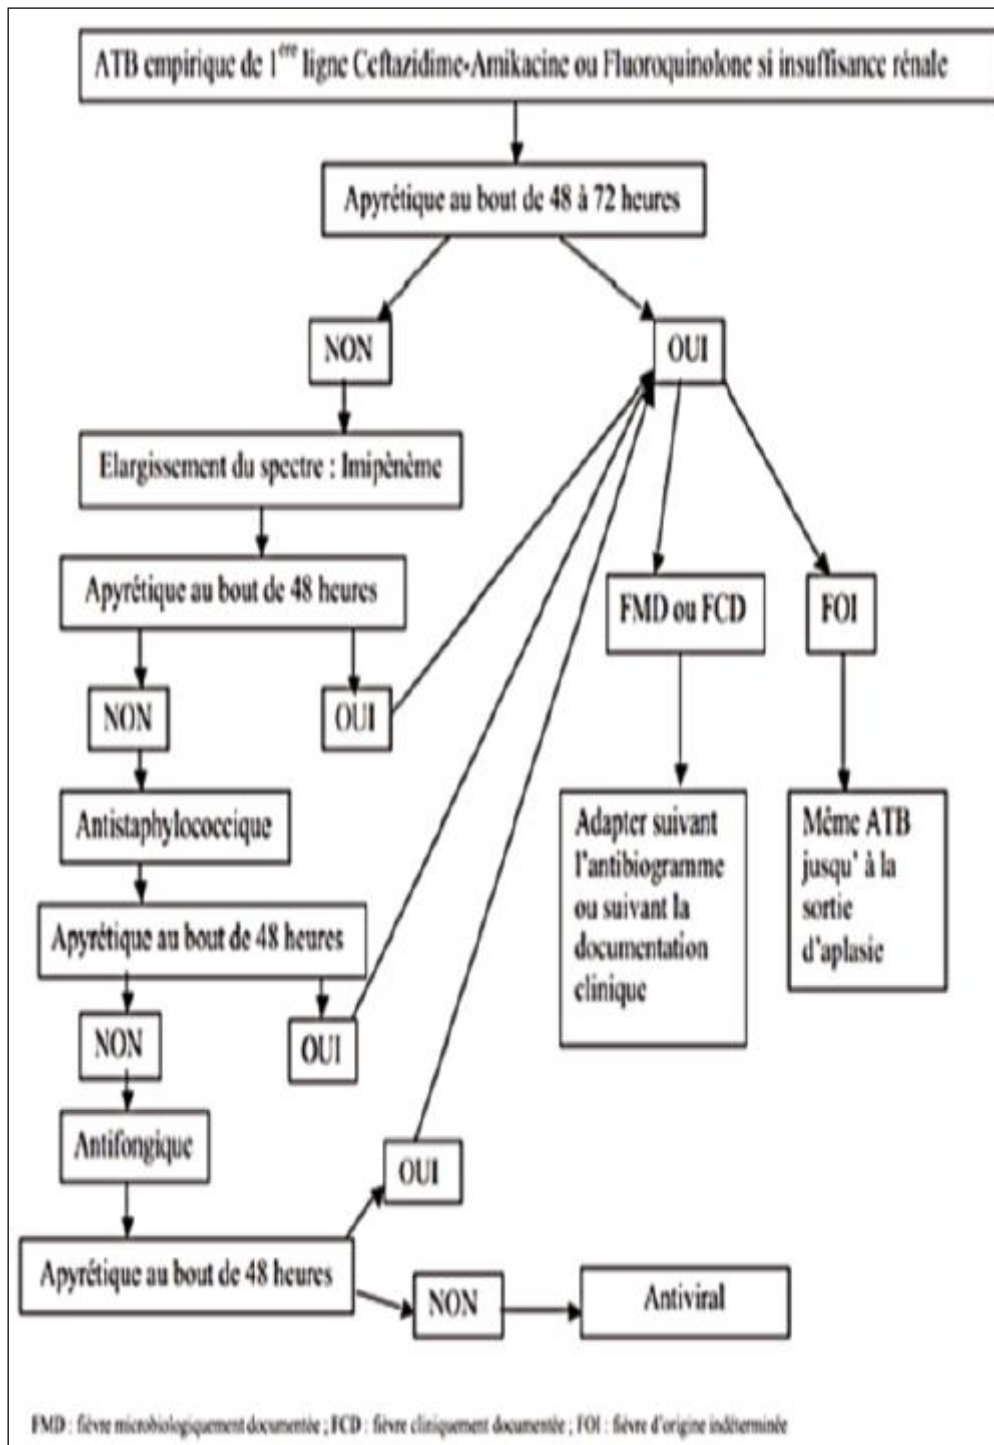 ATB empirique de 1ère ligne Ceftazidime-Amikacine ou Fluoroquinolone si insuffisance rénale
Apyrétique au bout de 48 à 72 heures
NON
OUI
Elargissement du spectre : Imipènème
Apyrétique au bout de 48 heures
FMD ou FCD
FOI
NON
OUI
Antistaphylococcique
Adapter suivant
l'antibiogramme
ou suivant la
documentation
clinique
Même ATB
jusqu' à la
sortie
d'aplasie
Apyrétique au bout de 48 heures
NON
OUI
Antifongique
OUI
Apyrétique au bout de 48 heures
NON
Antiviral
FMD : fièvre microbiologiquement documentée ; FCD : fièvre cliniquement documentée ; FOI : fièvre d'origine indéterminée